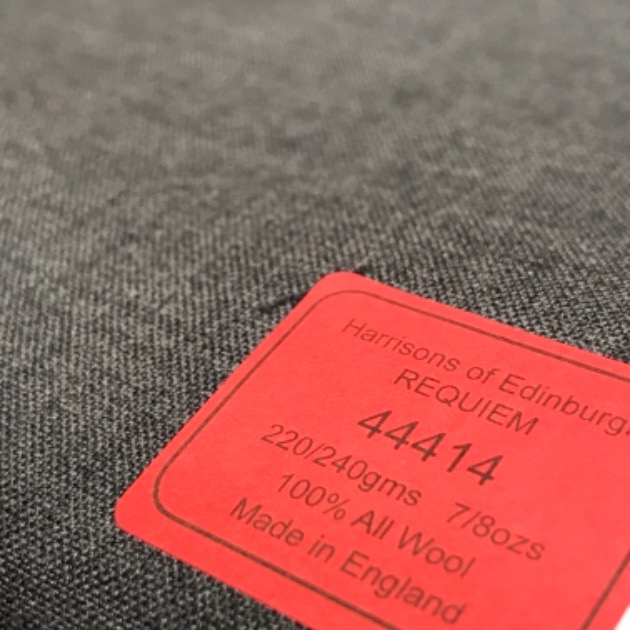 Harrisons of Edinburgh
REQUIEM
44414
220/240gms 7/8ozs
100% All Wool
Made in England